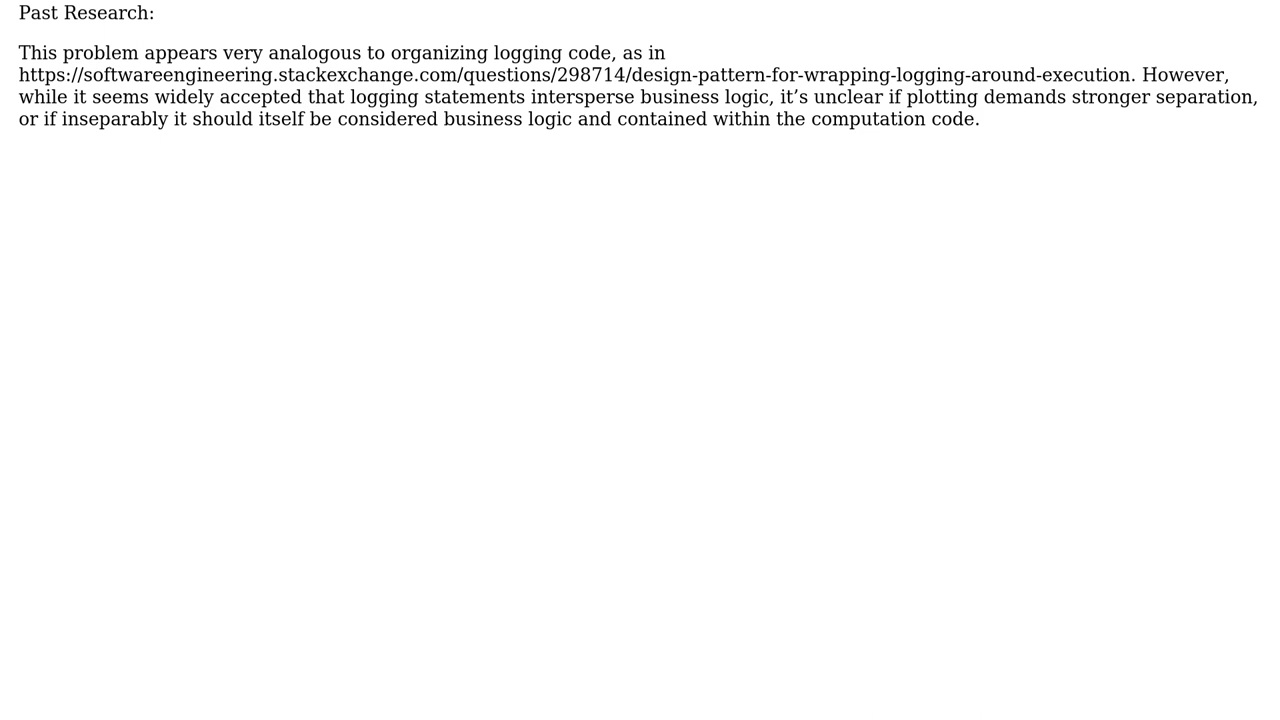 Past Research:
This problem appears very analogous to organizing logging code, as in
https://softwareengineering.stackexchange.com/questions/298714/design-pattern-for-wrapping-logging-around-execution. However,
while it seems widely accepted that logging statements intersperse business logic, it’s unclear if plotting demands stronger separation,
or if inseparably it should itself be considered business logic and contained within the computation code.